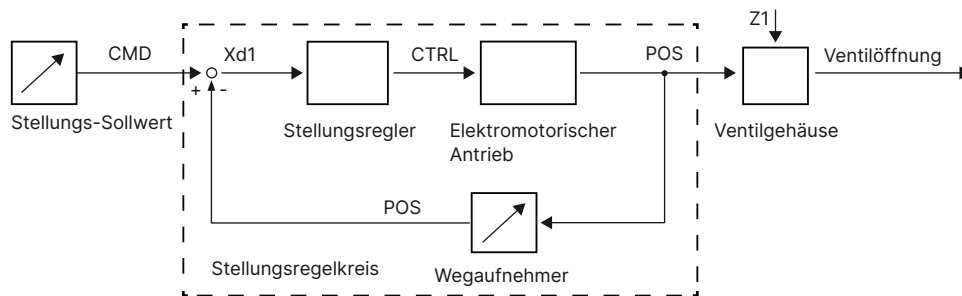 Z1
CMD
Xd1
CTRL
POS
Ventilöffnung
+ -
Stellungs-Sollwert
Stellungsregler
Elektromotorischer
Antrieb
Ventilgehäuse
POS
Stellungsregelkreis
Wegaufnehmer